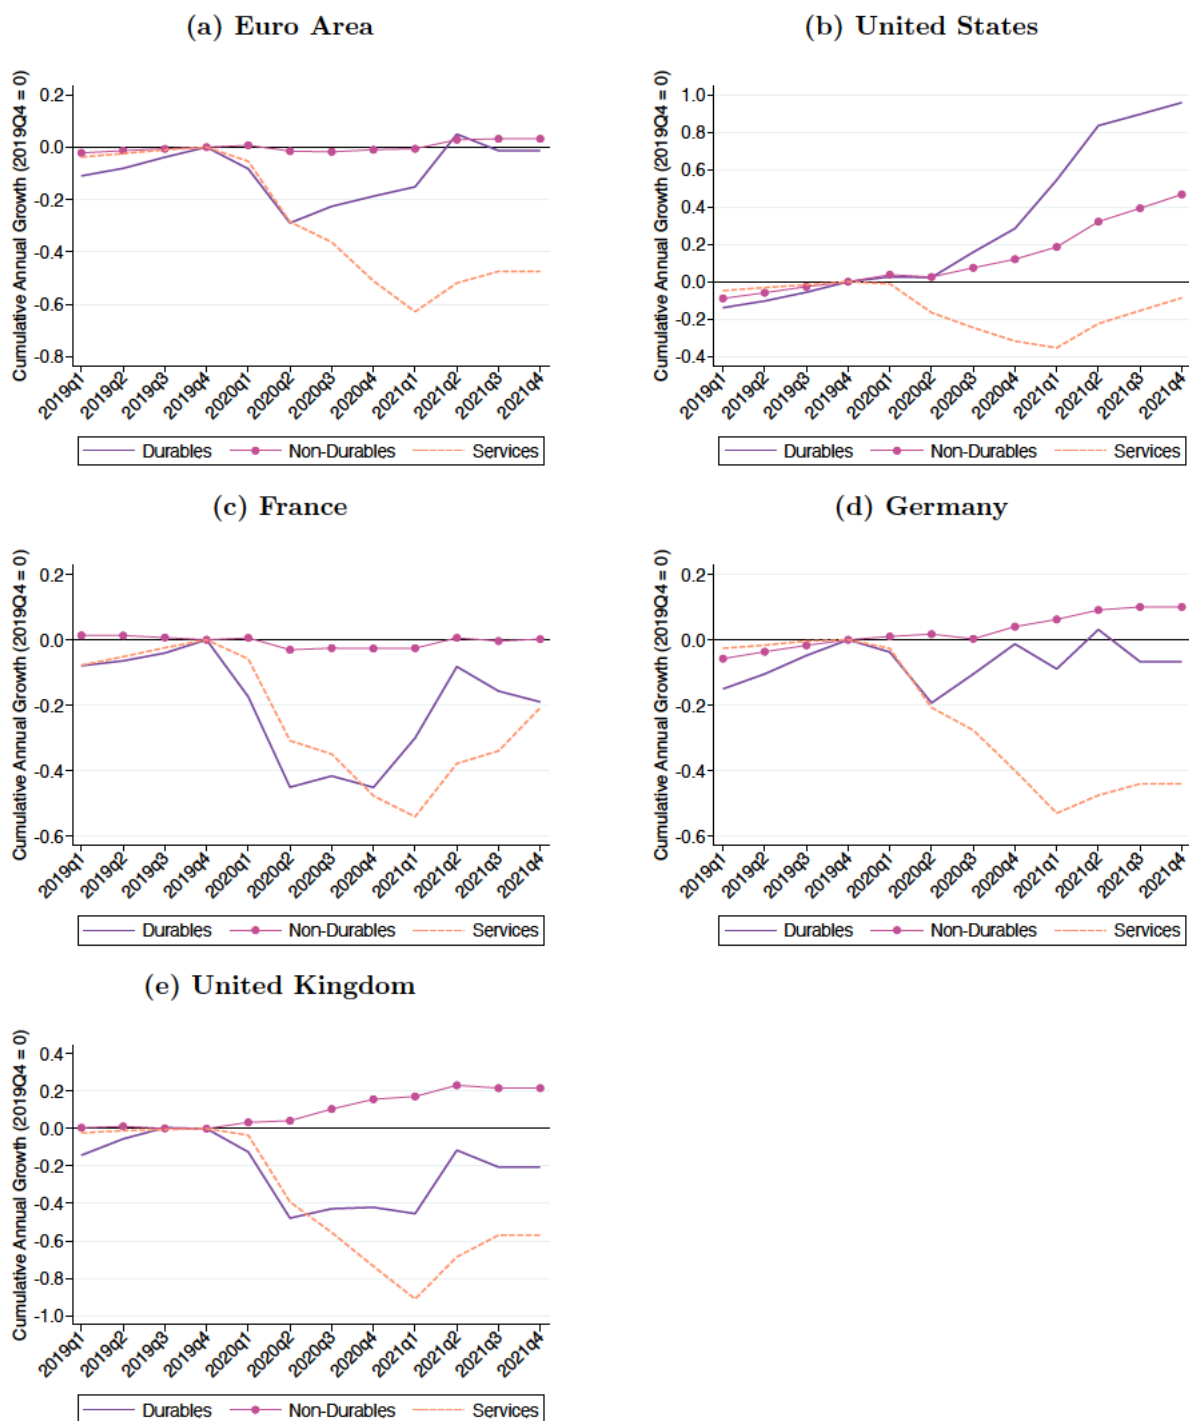 (a) Euro Area
Cumulative Annual Growth (2019Q4 = 0)
0.2
0.0
-0.2
-0.4
-0.6
-0.8
2019q1
2019q2
2019q3
2019q4
2020q1
2020q2
2020q3
2020q4
2021q1
2021q2
2021q3
2021q4
Durables Non-Durables Services
(b) United States
Cumulative Annual Growth (2019Q4 = 0)
1.0
0.8
0.6
0.4
0.2
0.0
-0.2
-0.4
2019q1
2019q2
2019q3
2019q4
2020q1
2020q2
2020q3
2020q4
2021q1
2021q2
2021q3
2021q4
Durables Non-Durables Services
(c) France
Cumulative Annual Growth (2019Q4 = 0)
0.2
0.0
-0.2
-0.4
-0.6
2019q1
2019q2
2019q3
2019q4
2020q1
2020q2
2020q3
2020q4
2021q1
2021q2
2021q3
2021q4
Durables Non-Durables Services
(d) Germany
Cumulative Annual Growth (2019Q4 = 0)
0.2
0.0
-0.2
-0.4
-0.6
2019q1
2019q2
2019q3
2019q4
2020q1
2020q2
2020q3
2020q4
2021q1
2021q2
2021q3
2021q4
Durables Non-Durables Services
(e) United Kingdom
Cumulative Annual Growth (2019Q4 = 0)
0.4
0.2
0.0
-0.2
-0.4
-0.6
-0.8
-1.0
2019q1
2019q2
2019q3
2019q4
2020q1
2020q2
2020q3
2020q4
2021q1
2021q2
2021q3
2021q4
Durables Non-Durables Services